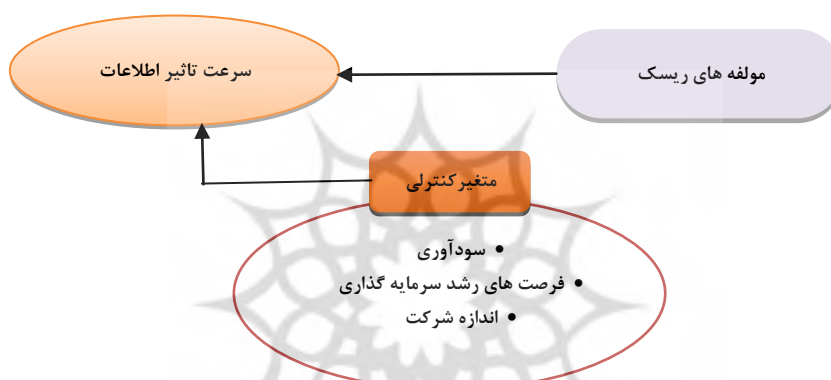 مولفه های ریسک
سرعت تاثیر اطلاعات
متغیرکنترلی
• سودآوری
• فرصت های رشد سرمایه گذاری
• اندازه شرکت